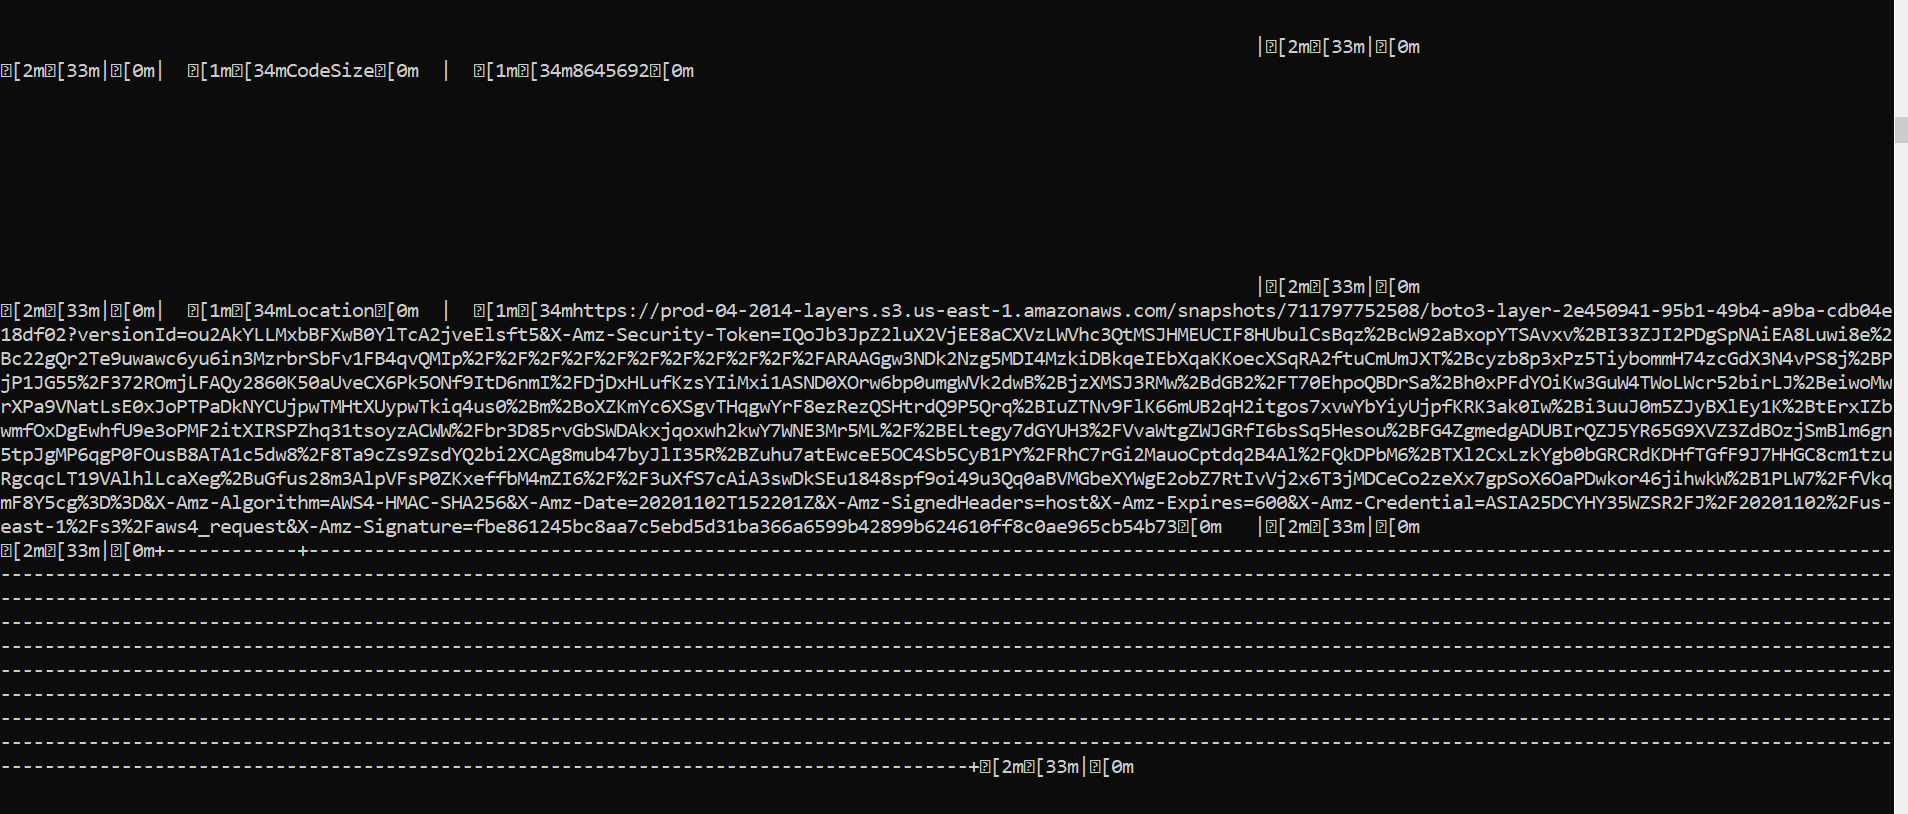 |[2m[33m|[0m
[2m[33m|[0m|  [1m[34mCodeSize[0m  |  [1m[34m8645692[0m
|[2m[33m|[0m
[2m[33m|[0m|  [1m[34mLocation[0m  |  [1m[34mhttps://prod-04-2014-layers.s3.us-east-1.amazonaws.com/snapshots/711797752508/boto3-layer-2e450941-95b1-49b4-a9ba-cdb04e
18df02?versionId=ou2AkYLLMxbBFXwB0YlTcA2jveElsft5&X-Amz-Security-Token=IQoJb3JpZ2luX2VjEE8aCXVzLWVhc3QtMSJHMEUCIF8HUbulCsBqz%2BcW92aBxopYTSAvxv%2BI33ZJI2PDgSpNAiEA8Luwi8e%2
Bc22gQr2Te9uwawc6yu6in3MzrbrSbFv1FB4qvQMIp%2F%2F%2F%2F%2F%2F%2F%2F%2F%2F%2FARAAGgw3NDk2Nzg5MDI4MzkiDBkqeIEbXqaKKoecXSqRA2ftuCmUmJXT%2Bcyzb8p3xPz5TiybommH74zcGdX3N4vPS8j%2BP
jP1JG55%2F372ROmjLFAQy2860K50aUveCX6Pk5ONf9ItD6nmI%2FDjDxHLufKzsYIiMxi1ASND0XOrw6bp0umgWVk2dwB%2BjzXMSJ3RMw%2BdGB2%2FT70EhpoQBDrSa%2Bh0xPFdYOiKw3GuW4TWoLWcr52birLJ%2BeiwoMw
rXPa9VNatLsE0xJoPTPaDkNYCUjpwTMHtXUypwTkiq4us0%2Bm%2BoXZKmYc6XSgvTHqgwYrF8ezRezQSHtrdQ9P5Qrq%2BIuZTNv9FlK66mUB2qH2itgos7xvwYbYiyUjpfKRK3ak0Iw%2Bi3uuJ0m5ZJyBXlEy1K%2BtErxIZb
wmfOxDgEwhfU9e3oPMF2itXIRSPZhq31tsoyzACWW%2Fbr3D85rvGbSWDAkxjqoxwh2kwY7WNE3Mr5ML%2F%2BELtegy7dGYUH3%2FVvaWtgZWJGRfI6bsSq5Hesou%2BFG4ZgmedgADUBIrQZJ5YR65G9XVZ3ZdBOzjSmBlm6gn
5tpJgMP6qgP0FOusB8ATA1c5dw8%2F8Ta9cZs9ZsdYQ2bi2XCAg8mub47byJlI35R%2BZuhu7atEwceE5OC4Sb5CyB1PY%2FRhC7rGi2MauoCptdq2B4Al%2FQkDPbM6%2BTXl2CxLzkYgb0bGRCRdKDHfTGfF9J7HHGC8cm1tzu
RgcqcLT19VAlhlLcaXeg%2BuGfus28m3AlpVFsP0ZKxeffbM4mZI6%2F%2F3uXfS7cAiA3swDkSEu1848spf9oi49u3Qq0aBVMGbeXYWgE2obZ7RtIvVj2x6T3jMDCeCo2zeXx7gpSoX6OaPDwkor46jihwkW%2B1PLW7%2FfVkq
mF8Y5cg%3D%3D&X-Amz-Algorithm=AWS4-HMAC-SHA256&X-Amz-Date=20201102T152201Z&X-Amz-SignedHeaders=host&X-Amz-Expires=600&X-Amz-Credential=ASIA25DCYHY35WZSR2FJ%2F20201102%2Fus-
east-1%2Fs3%2Faws4_request&X-Amz-Signature=fbe861245bc8aa7c5ebd5d31ba366a6599b42899b624610ff8c0ae965cb54b73[0m   |[2m[33m|[0m
[2m[33m|[0m+------------+------------------------------------------------------------------------------------------------------------------------------------------------
----------------------------------------------------------------------------------------+[2m[33m|[0m